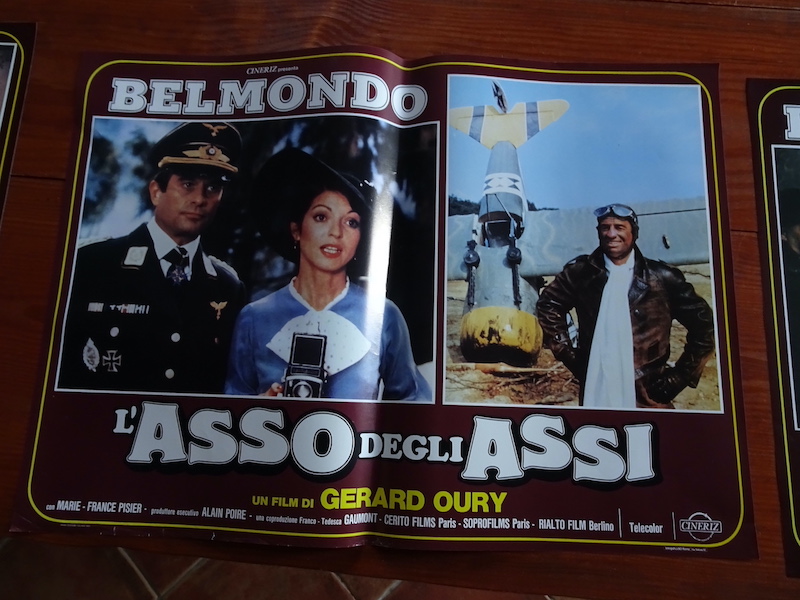 CINERIZ presenta
BELMONDO
L'ASSO DEGLI ASSI
UN FILM DI GERARD OURY
con MARIE - FRANCE PISIER - produttore esecutivo ALAIN POIRE - una coproduzione Franco - Tedesca GAUMONT - CERITO FILMS Paris - SOPROFILMS Paris - RIALTO FILM Berlino
Telecolor
CINERIZ